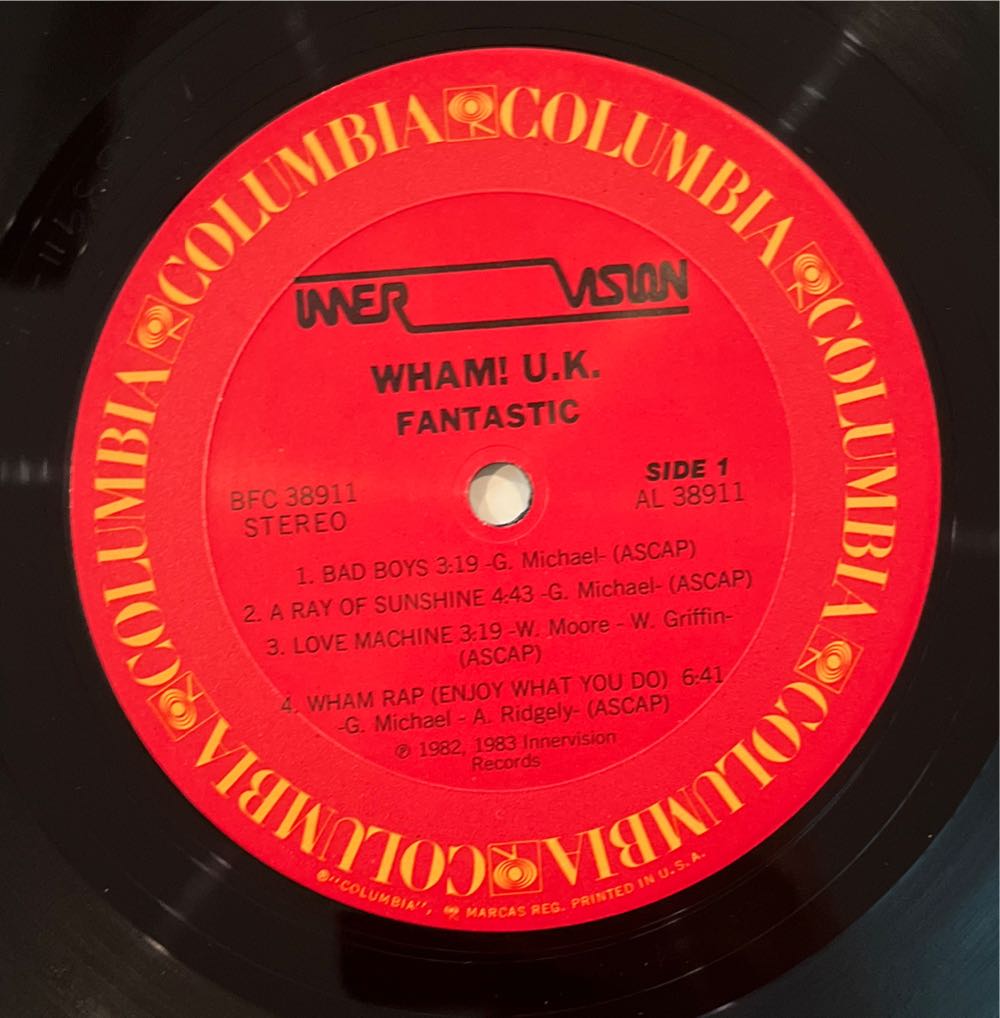 COLUMBIA COLUMBIA COLUMBIA COLUMBIA COLUMBIA COLUMBIA
INNER VISION
WHAM! U.K.
FANTASTIC
SIDE 1
BFC 38911
AL 38911
STEREO
1. BAD BOYS 3:19 -G. Michael- (ASCAP)
2. A RAY OF SUNSHINE 4:43 -G. Michael- (ASCAP)
3. LOVE MACHINE 3:19 -W. Moore - W. Griffin-
(ASCAP)
4. WHAM RAP (ENJOY WHAT YOU DO) 6:41
-G. Michael - A. Ridgely- (ASCAP)
℗ 1982, 1983 Innervision
Records
"COLUMBIA", MARCAS REG. PRINTED IN U.S.A.